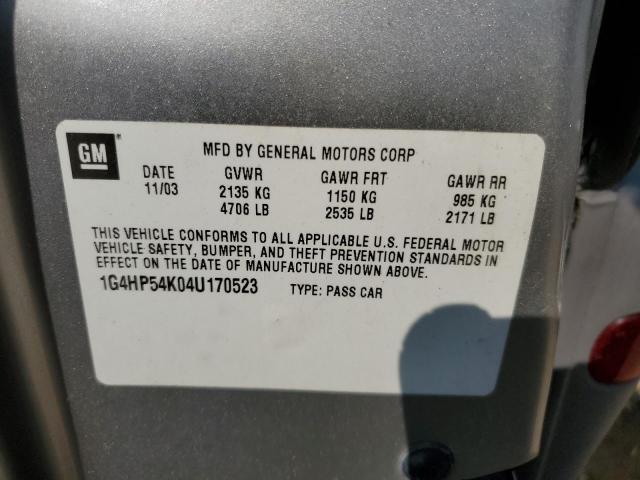 GM
MFD BY GENERAL MOTORS CORP
DATE GVWR GAWR FRT GAWR RR
11/03 2135 KG 1150 KG 985 KG
4706 LB 2535 LB 2171 LB
THIS VEHICLE CONFORMS TO ALL APPLICABLE U.S. FEDERAL MOTOR
VEHICLE SAFETY, BUMPER, AND THEFT PREVENTION STANDARDS IN
EFFECT ON THE DATE OF MANUFACTURE SHOWN ABOVE.
1G4HP54K04U170523 TYPE: PASS CAR